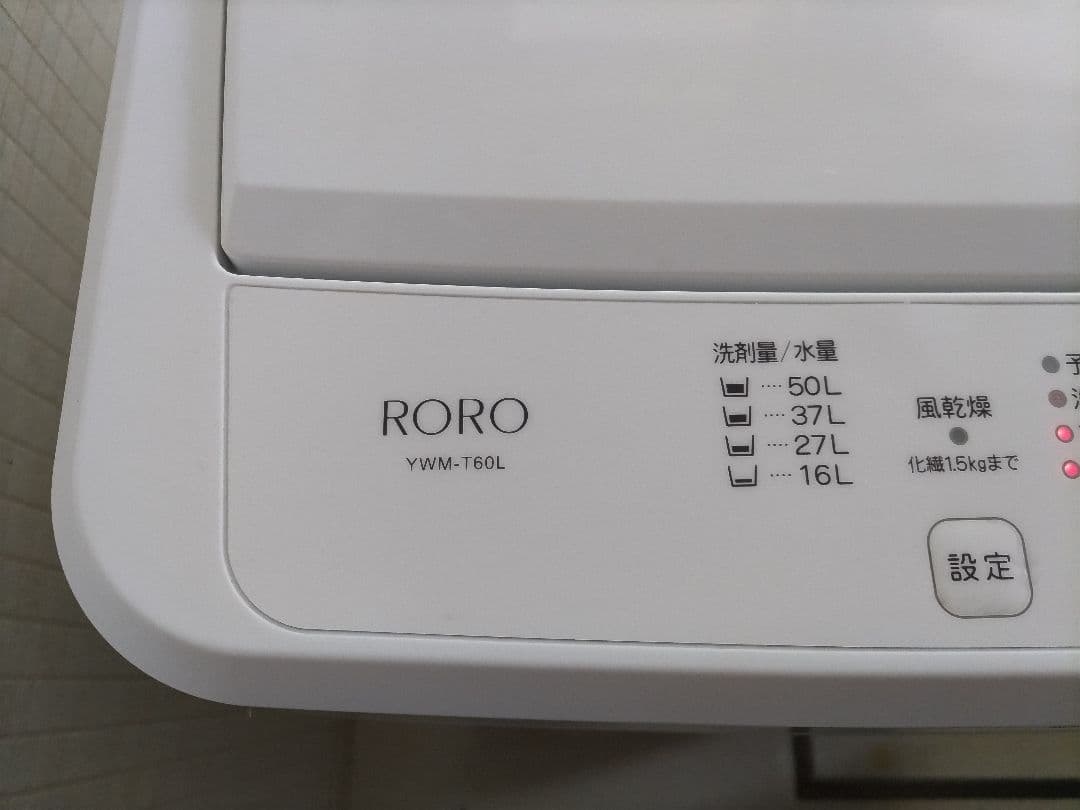 RORO
YWM-T60L
洗剤量/水量
····50L
····37L
····27L
····16L
風乾燥
化繊1.5kgまで
設定